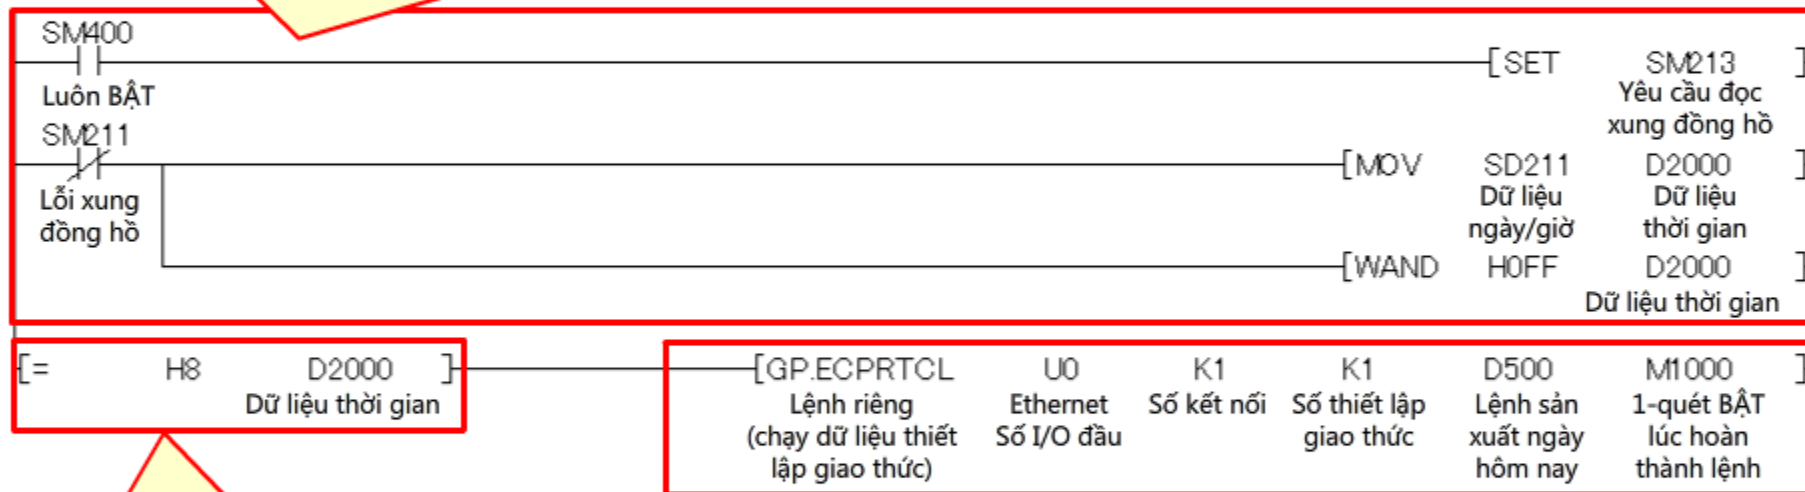 SM400
[SET SM213 ]
Luôn BẬT
Yêu cầu đọc
xung đồng hồ
SM211
[MOV SD211 D2000 ]
Lỗi xung
đồng hồ
Dữ liệu
ngày/giờ
Dữ liệu
thời gian
[WAND H0FF D2000 ]
Dữ liệu thời gian
[= H8 D2000 ]
Dữ liệu thời gian
[GP.ECPRTCL U0 K1 K1 D500 M1000 ]
Lệnh riêng
(chạy dữ liệu thiết
lập giao thức)
Ethernet
Số I/O đầu
Số kết nối
Số thiết lập
giao thức
Lệnh sản
xuất ngày
hôm nay
1-quét BẬT
lúc hoàn
thành lệnh